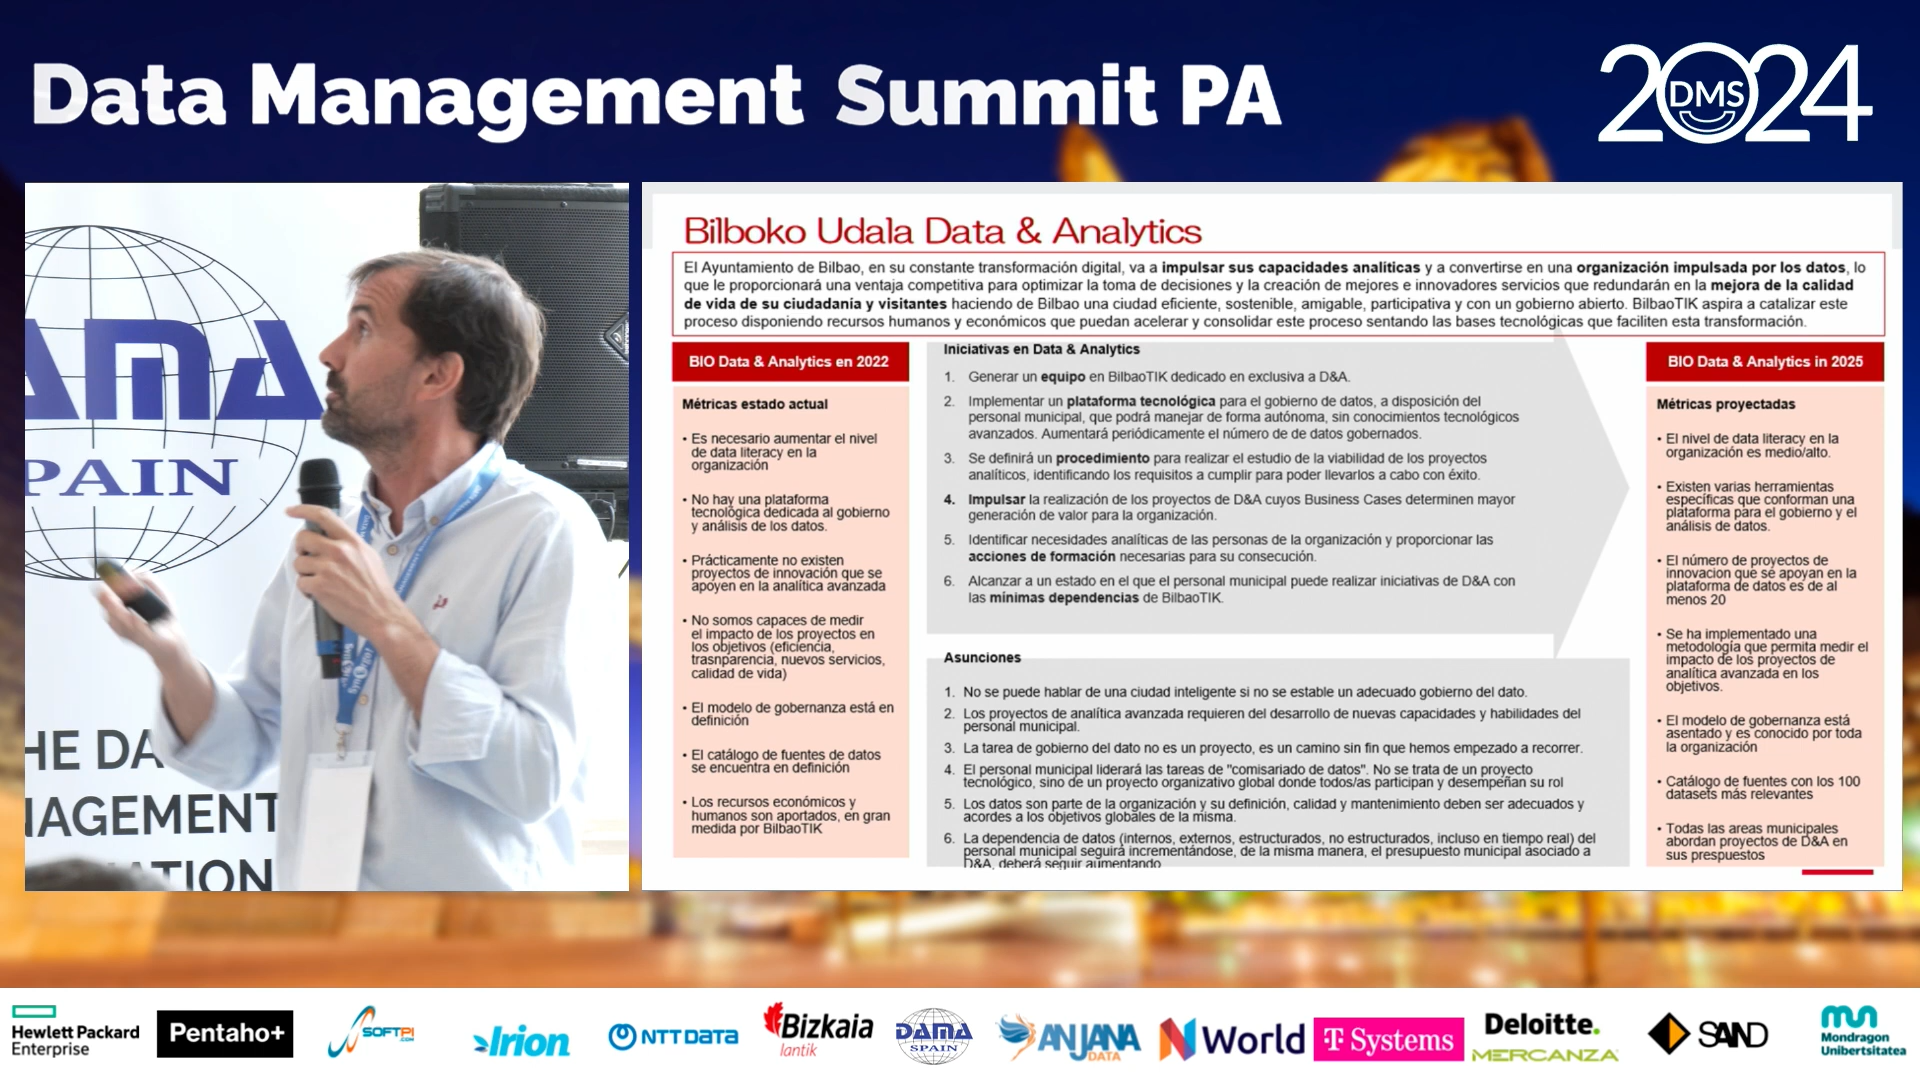 Data Management Summit PA
2024
DMS
DAMA
SPAIN
HE DA
NAGEMENT
Bilboko Udala Data & Analytics
El Ayuntamiento de Bilbao, en su constante transformación digital, va a impulsar sus capacidades analíticas y a convertirse en una organización impulsada por los datos, lo
que le proporcionará una ventaja competitiva para optimizar la toma de decisiones y la creación de mejores e innovadores servicios que redundarán en la mejora de la calidad
de vida de su ciudadanía y visitantes haciendo de Bilbao una ciudad eficiente, sostenible, amigable, participativa y con un gobierno abierto. BilbaoTIK aspira a catalizar este
proceso disponiendo recursos humanos y económicos que puedan acelerar y consolidar este proceso sentando las bases tecnológicas que faciliten esta transformación.
BIO Data & Analytics en 2022
Métricas estado actual
• Es necesario aumentar el nivel
de data literacy en la
organización
• No hay una plataforma
tecnológica dedicada al gobierno
y análisis de los datos.
• Prácticamente no existen
proyectos de innovación que se
apoyen en la analítica avanzada
• No somos capaces de medir
el impacto de los proyectos en
los objetivos (eficiencia,
trasnparencia, nuevos servicios,
calidad de vida)
• El modelo de gobernanza está en
definición
• El catálogo de fuentes de datos
se encuentra en definición
• Los recursos económicos y
humanos son aportados, en gran
medida por BilbaoTIK
Iniciativas en Data & Analytics
1. Generar un equipo en BilbaoTIK dedicado en exclusiva a D&A.
2. Implementar un plataforma tecnológica para el gobierno de datos, a disposición del
personal municipal, que podrá manejar de forma autónoma, sin conocimientos tecnológicos
avanzados. Aumentará periódicamente el número de de datos gobernados.
3. Se definirá un procedimiento para realizar el estudio de la viabilidad de los proyectos
analíticos, identificando los requisitos a cumplir para poder llevarlos a cabo con éxito.
4. Impulsar la realización de los proyectos de D&A cuyos Business Cases determinen mayor
generación de valor para la organización.
5. Identificar necesidades analíticas de las personas de la organización y proporcionar las
acciones de formación necesarias para su consecución.
6. Alcanzar a un estado en el que el personal municipal puede realizar iniciativas de D&A con
las mínimas dependencias de BilbaoTIK.
Asunciones
1. No se puede hablar de una ciudad inteligente si no se estable un adecuado gobierno del dato.
2. Los proyectos de analítica avanzada requieren del desarrollo de nuevas capacidades y habilidades del
personal municipal.
3. La tarea de gobierno del dato no es un proyecto, es un camino sin fin que hemos empezado a recorrer.
4. El personal municipal liderará las tareas de "comisariado de datos". No se trata de un proyecto
tecnológico, sino de un proyecto organizativo global donde todos/as participan y desempeñan su rol
5. Los datos son parte de la organización y su definición, calidad y mantenimiento deben ser adecuados y
acordes a los objetivos globales de la misma.
6. La dependencia de datos (internos, externos, estructurados, no estructurados, incluso en tiempo real) del
personal municipal seguirá incrementándose, de la misma manera, el presupuesto municipal asociado a
D&A, deberá seguir aumentando
BIO Data & Analytics in 2025
Métricas proyectadas
• El nivel de data literacy en la
organización es medio/alto.
• Existen varias herramientas
específicas que conforman una
plataforma para el gobierno y el
análisis de datos.
• El número de proyectos de
innovacion que se apoyan en la
plataforma de datos es de al
menos 20
• Se ha implementado una
metodología que permita medir el
impacto de los proyectos de
analítica avanzada en los
objetivos.
• El modelo de gobernanza está
asentado y es conocido por toda
la organización
• Catálogo de fuentes con los 100
datasets más relevantes
• Todas las areas municipales
abordan proyectos de D&A en
sus prespuestos
Hewlett Packard
Enterprise
Pentaho+
SOFTPI
.COM
Irion
NTT DATA
Bizkaia
lantik
DAMA
SPAIN
ANJANA
DATA
N World
T Systems
Deloitte.
MERCANZA
SAND
Mondragon
Unibertsitatea